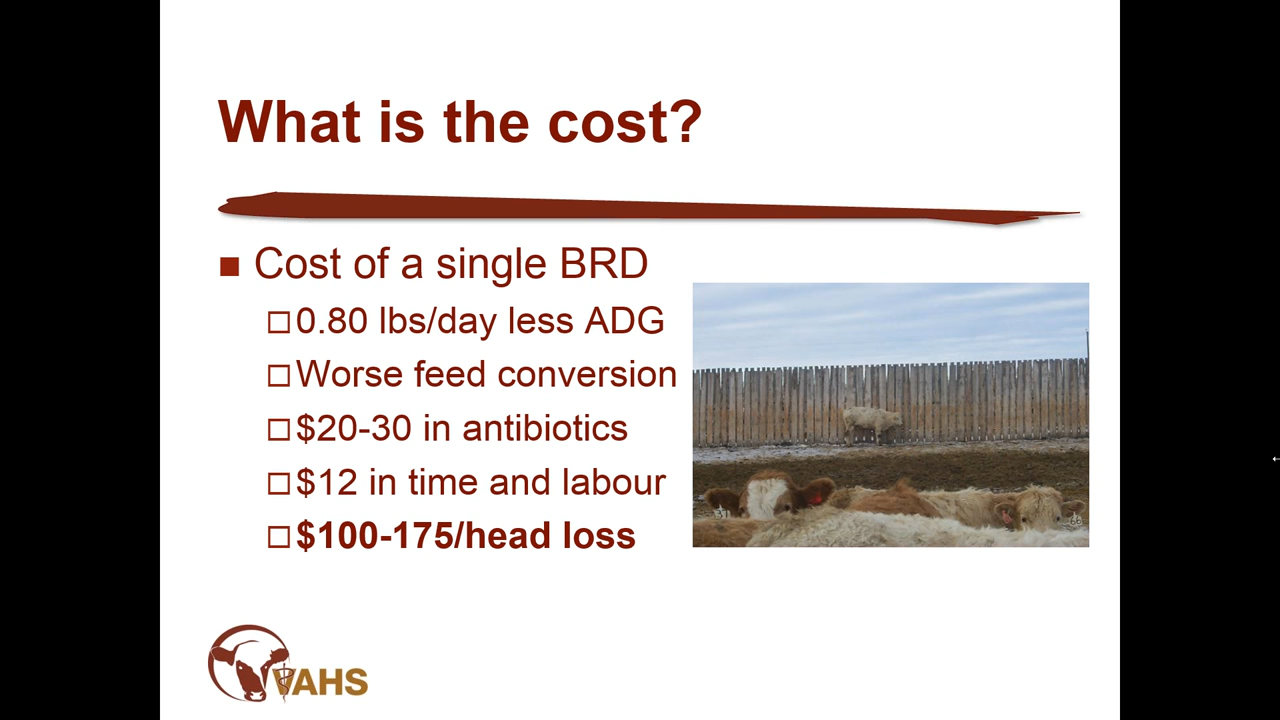 What is the cost?
Cost of a single BRD
0.80 lbs/day less ADG
Worse feed conversion
$20-30 in antibiotics
$12 in time and labour
$100-175/head loss
VAHS